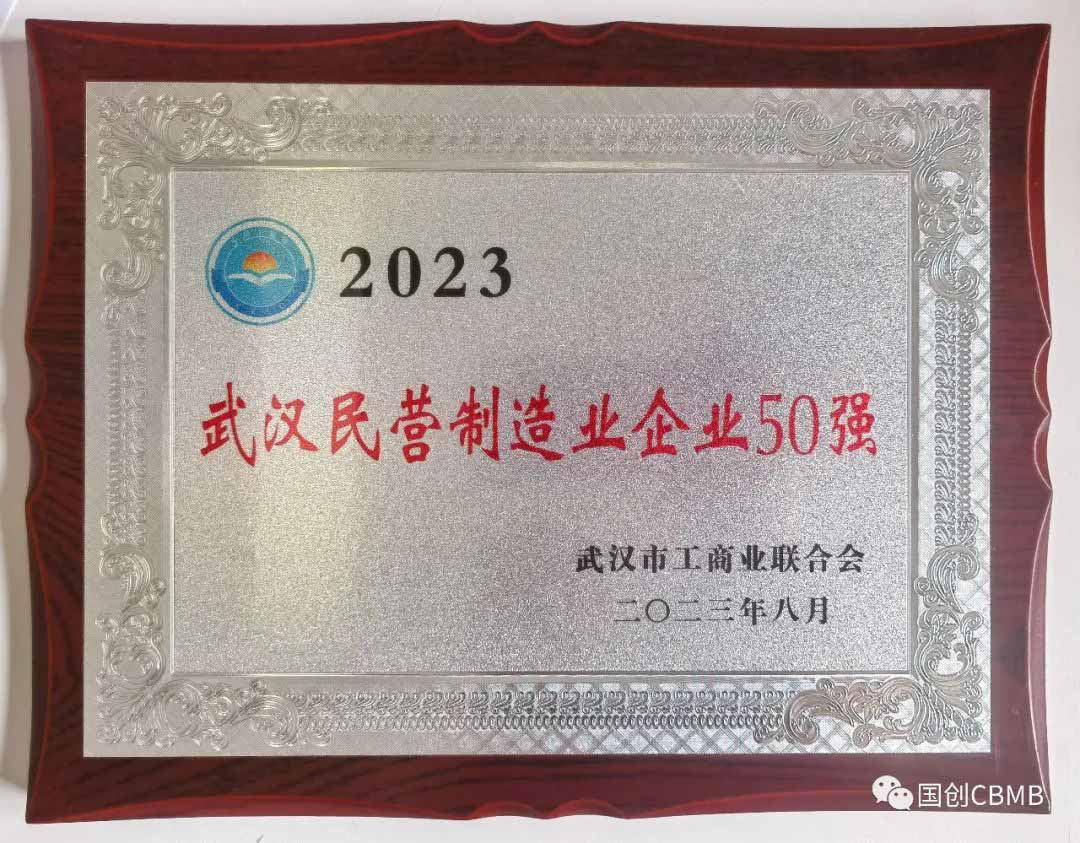 2023
武汉民营制造业企业50强
武汉市工商业联合会
二〇二三年八月
国创CBMB